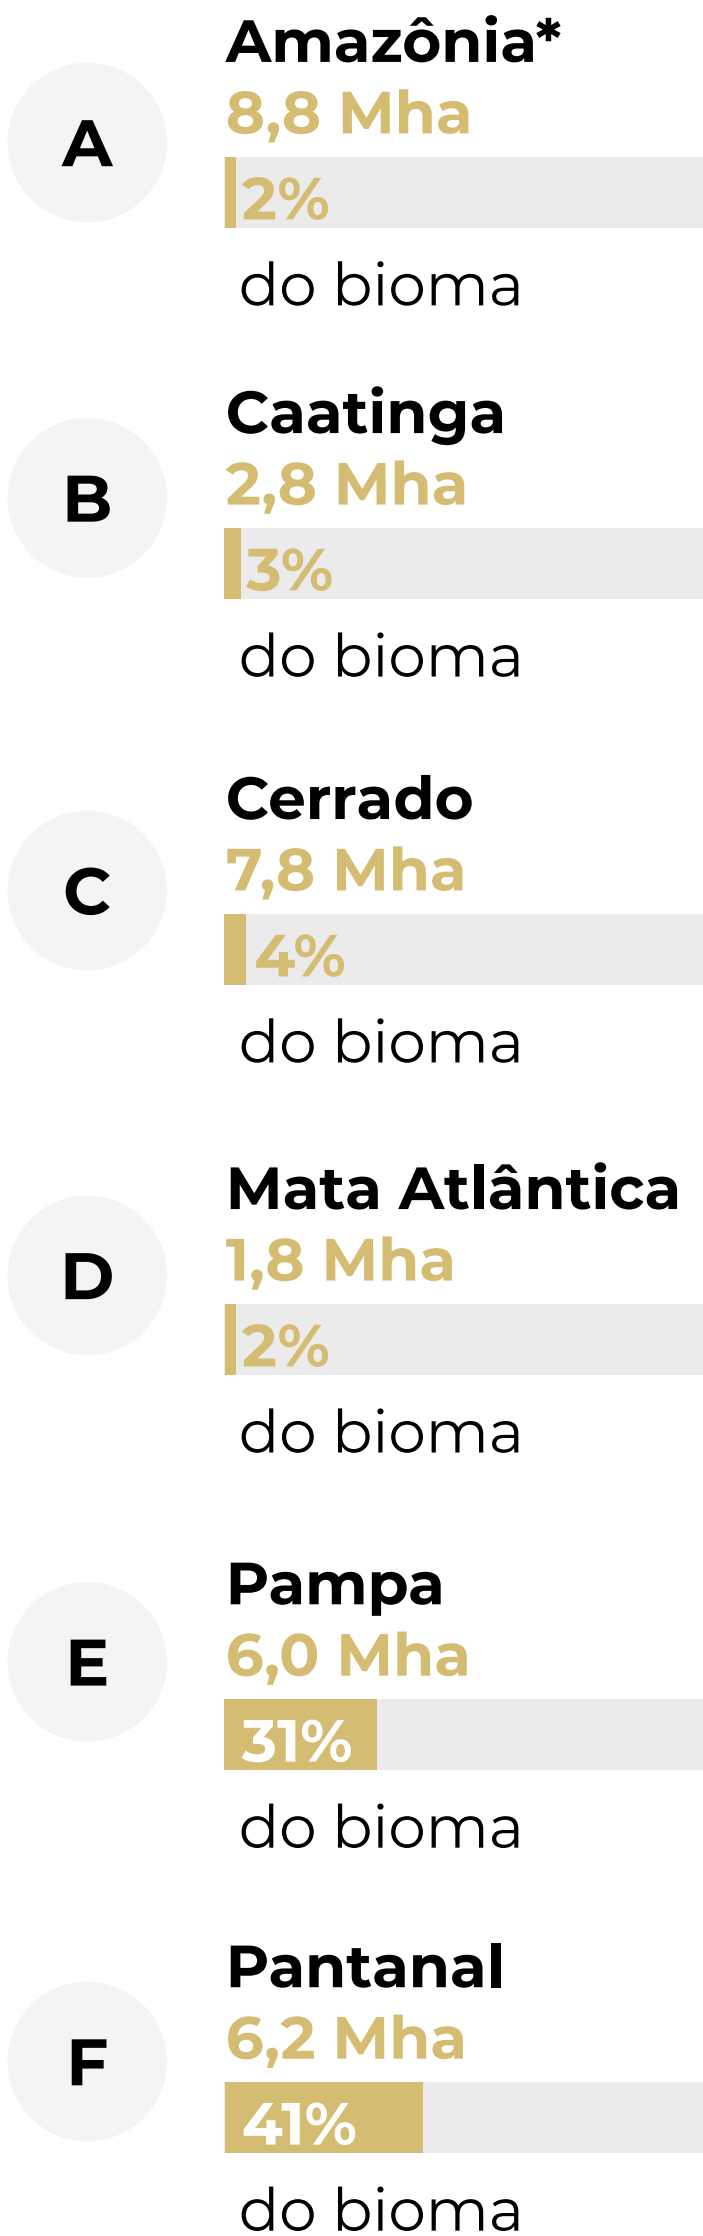 A
Amazônia*
8,8 Mha
2%
do bioma
B
Caatinga
2,8 Mha
3%
do bioma
C
Cerrado
7,8 Mha
4%
do bioma
D
Mata Atlântica
1,8 Mha
2%
do bioma
E
Pampa
6,0 Mha
31%
do bioma
F
Pantanal
6,2 Mha
41%
do bioma